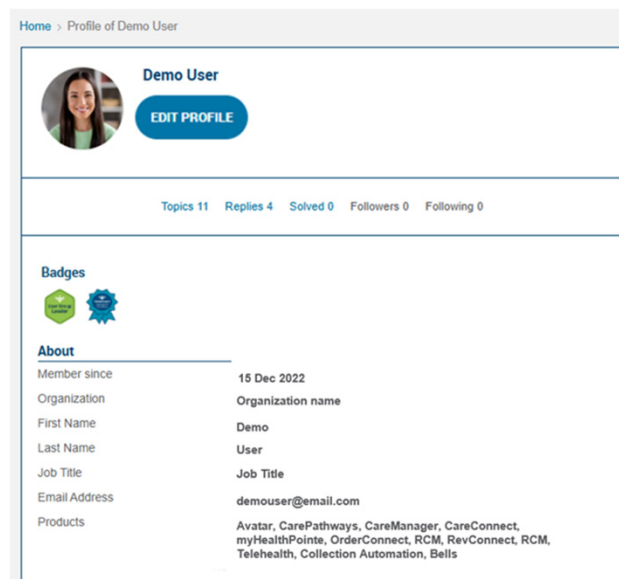 Home > Profile of Demo User
Demo User
EDIT PROFILE
Topics 11 Replies 4 Solved 0 Followers 0 Following 0
Badges
User Group
Leader
About
Member since 15 Dec 2022
Organization Organization name
First Name Demo
Last Name User
Job Title Job Title
Email Address demouser@email.com
Products Avatar, CarePathways, CareManager, CareConnect,
myHealthPointe, OrderConnect, RCM, RevConnect, RCM,
Telehealth, Collection Automation, Bells